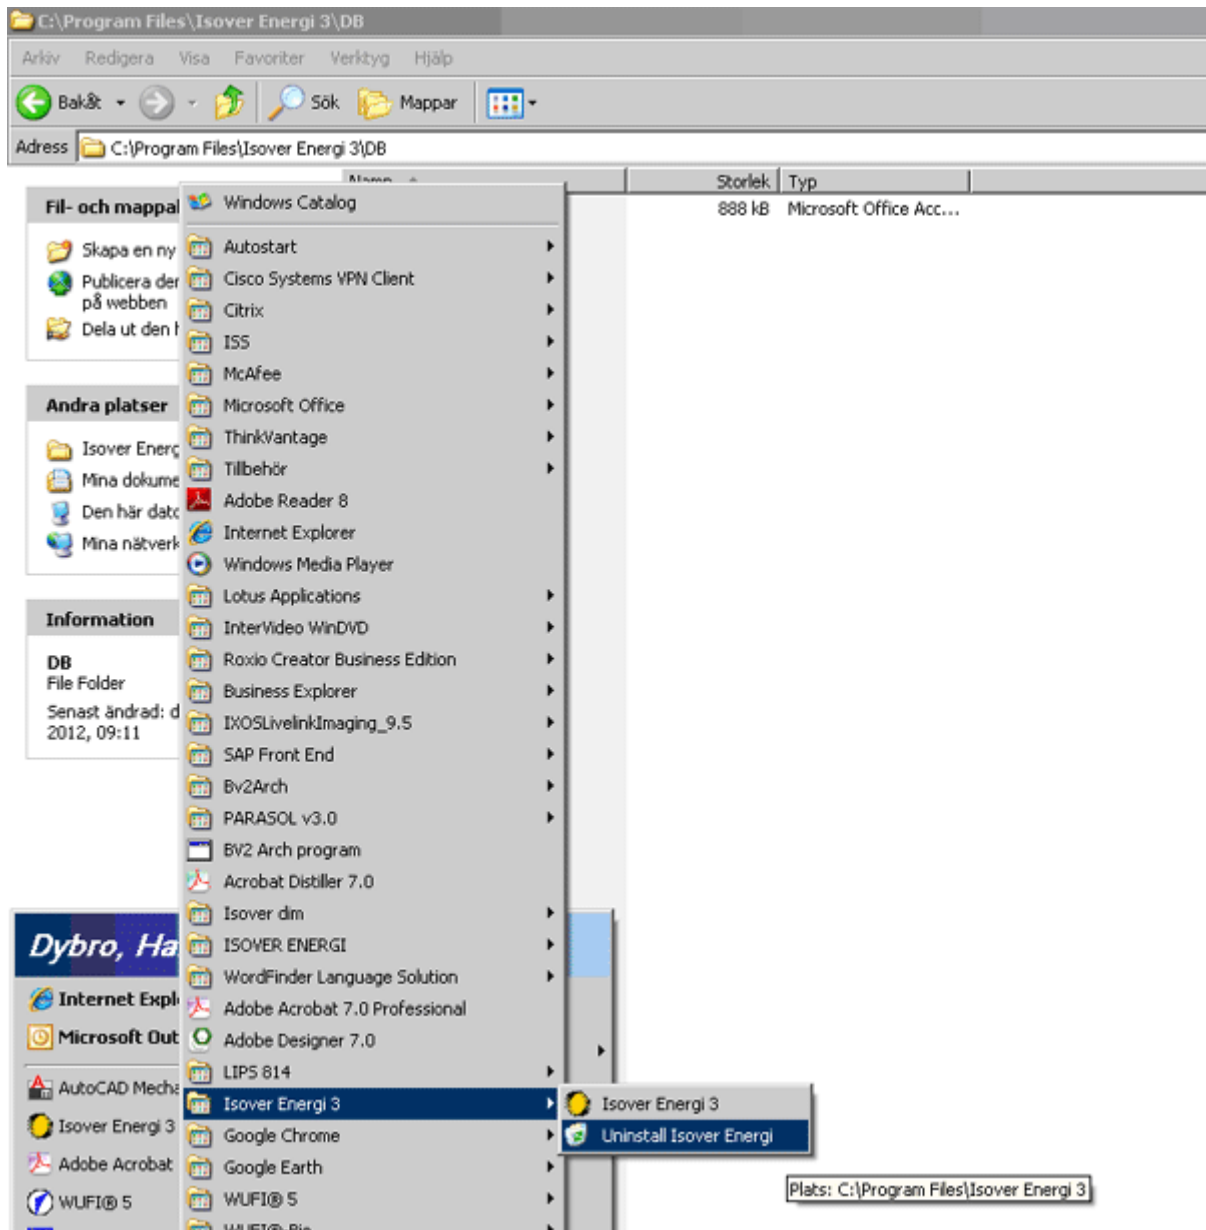 C:\Program Files\Isover Energi 3\DB
Arkiv Redigera Visa Favoriter Verktyg Hjälp
Bakåt Sök Mappar
Adress C:\Program Files\Isover Energi 3\DB
Namn Storlek Typ
888 kB Microsoft Office Acc...
Fil- och mappa
Skapa en ny
Publicera der
på webben
Dela ut den h
Andra platser
Isover Energ
Mina dokume
Den här dato
Mina nätverk
Information
DB
File Folder
Senast ändrad: d
2012, 09:11
Windows Catalog
Autostart
Cisco Systems VPN Client
Citrix
ISS
McAfee
Microsoft Office
ThinkVantage
Tillbehör
Adobe Reader 8
Internet Explorer
Windows Media Player
Lotus Applications
InterVideo WinDVD
Roxio Creator Business Edition
Business Explorer
IXOSLivelinkImaging_9.5
SAP Front End
Bv2Arch
PARASOL v3.0
BV2 Arch program
Acrobat Distiller 7.0
Isover dim
ISOVER ENERGI
WordFinder Language Solution
Adobe Acrobat 7.0 Professional
Adobe Designer 7.0
LIPS 814
Isover Energi 3
Google Chrome
Google Earth
WUFI® 5
WUFI® Bio
Dybro, Ha
Internet Expl
Microsoft Out
AutoCAD Mecha
Isover Energi 3
Adobe Acrobat
WUFI® 5
Isover Energi 3
Uninstall Isover Energi
Plats: C:\Program Files\Isover Energi 3